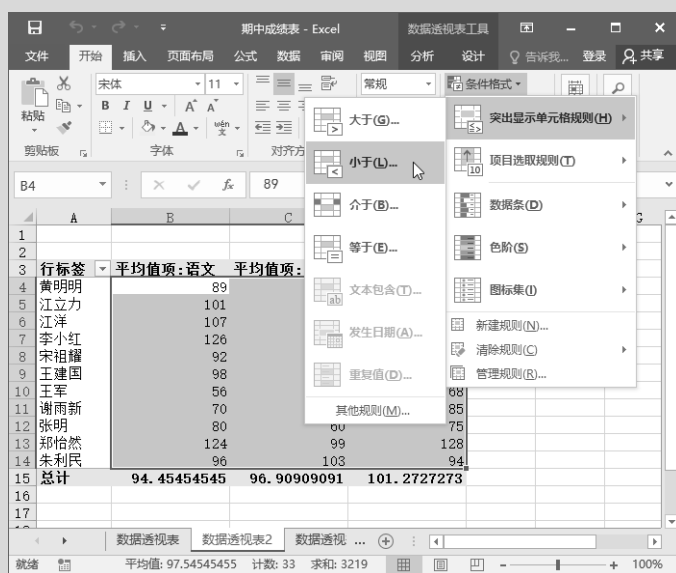 期中成绩表 - Excel 数据透视表工具
文件 开始 插入 页面布局 公式 数据 审阅 视图 分析 设计 告诉我... 登录 共享
宋体 11 常规 条件格式
粘贴 B I U A A
A wén 变
剪贴板 字体 对齐方
B4 fx 89
突出显示单元格规则(H)
项目选取规则(T)
数据条(D)
色阶(S)
图标集(I)
新建规则(N)...
清除规则(C)
管理规则(R)...
大于(G)...
小于(L)...
介于(B)...
等于(E)...
文本包含(T)...
发生日期(A)...
重复值(D)...
其他规则(M)...
A B C G
1
2
3 行标签 平均值项:语文 平均值项:
4 黄明明 89
5 江立力 101
6 江洋 107
7 李小红 126
8 宋祖耀 92
9 王建国 98
10 王军 56 68
11 谢雨新 70 85
12 张明 80 60 75
13 郑怡然 124 99 128
14 朱利民 96 103 94
15 总计 94.45454545 96.90909091 101.2727273
16
17
数据透视表 数据透视表2 数据透视 ...
就绪 平均值: 97.54545455 计数: 33 求和: 3219 100%